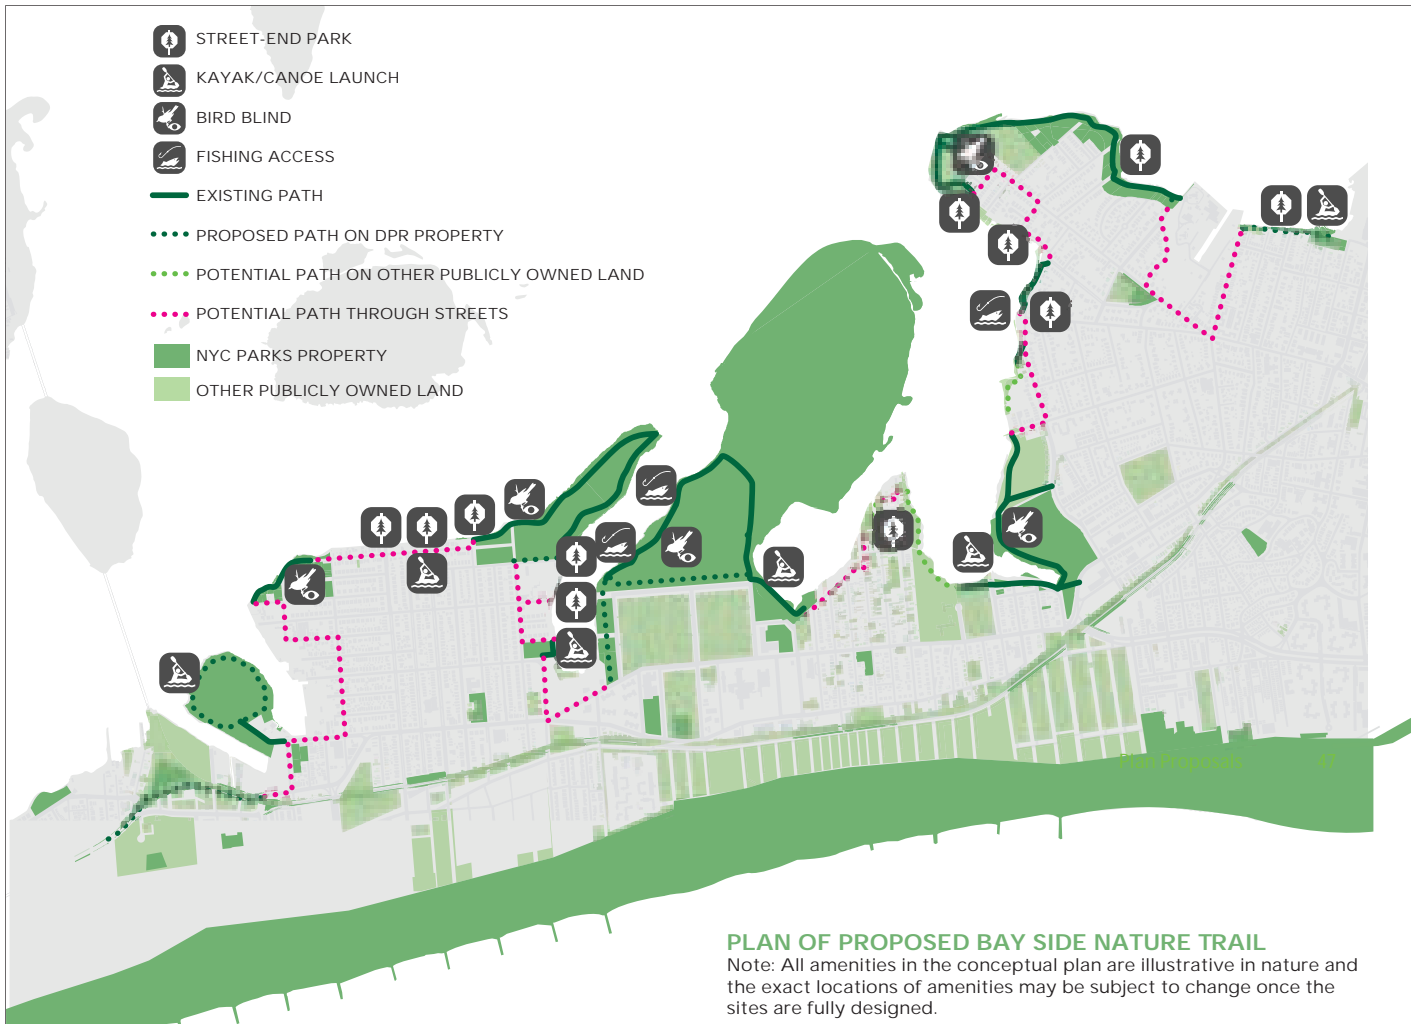 STREET-END PARK
KAYAK/CANOE LAUNCH
BIRD BLIND
FISHING ACCESS
EXISTING PATH
PROPOSED PATH ON DPR PROPERTY
POTENTIAL PATH ON OTHER PUBLICLY OWNED LAND
POTENTIAL PATH THROUGH STREETS
NYC PARKS PROPERTY
OTHER PUBLICLY OWNED LAND
Plan Proposals 47
PLAN OF PROPOSED BAY SIDE NATURE TRAIL
Note: All amenities in the conceptual plan are illustrative in nature and
the exact locations of amenities may be subject to change once the
sites are fully designed.